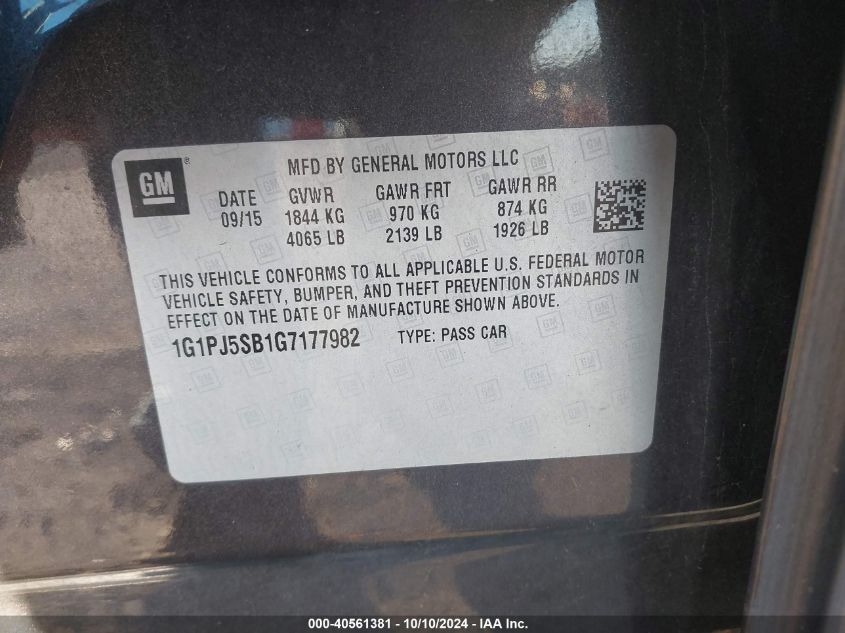 GM ®
MFD BY GENERAL MOTORS LLC
DATE GVWR GAWR FRT GAWR RR
09/15 1844 KG 970 KG 874 KG
4065 LB 2139 LB 1926 LB
THIS VEHICLE CONFORMS TO ALL APPLICABLE U.S. FEDERAL MOTOR
VEHICLE SAFETY, BUMPER, AND THEFT PREVENTION STANDARDS IN
EFFECT ON THE DATE OF MANUFACTURE SHOWN ABOVE.
1G1PJ5SB1G7177982 TYPE: PASS CAR
000-40561381 - 10/10/2024 - IAA Inc.